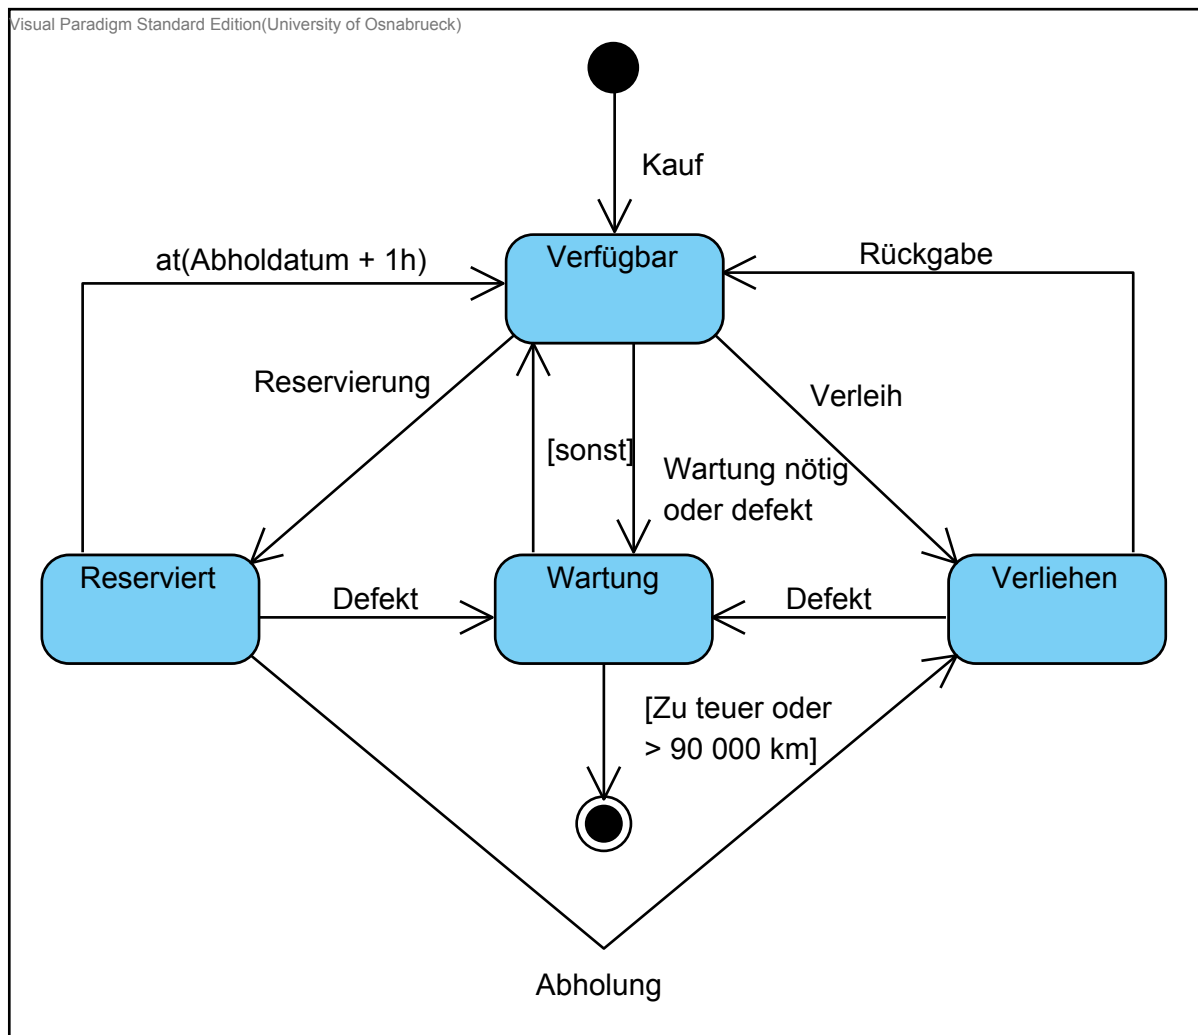 Visual Paradigm Standard Edition(University of Osnabrueck)
Kauf
at(Abholdatum + 1h)
Verfügbar
Rückgabe
Reservierung
Verleih
[sonst]
Wartung nötig
oder defekt
Reserviert
Defekt
Wartung
Defekt
Verliehen
[Zu teuer oder
> 90 000 km]
Abholung